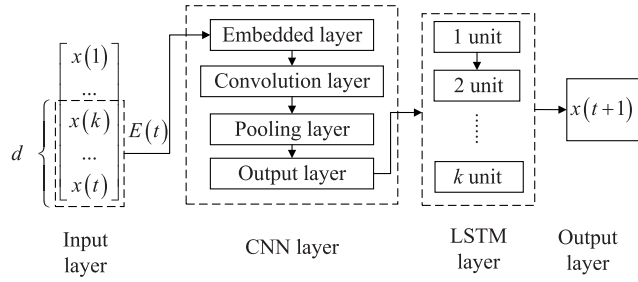 x(1)
...
x(k)
...
x(t)
d
E(t)
Embedded layer
Convolution layer
Pooling layer
Output layer
1 unit
2 unit
......
k unit
x(t+1)
Input
layer
CNN layer
LSTM
layer
Output
layer